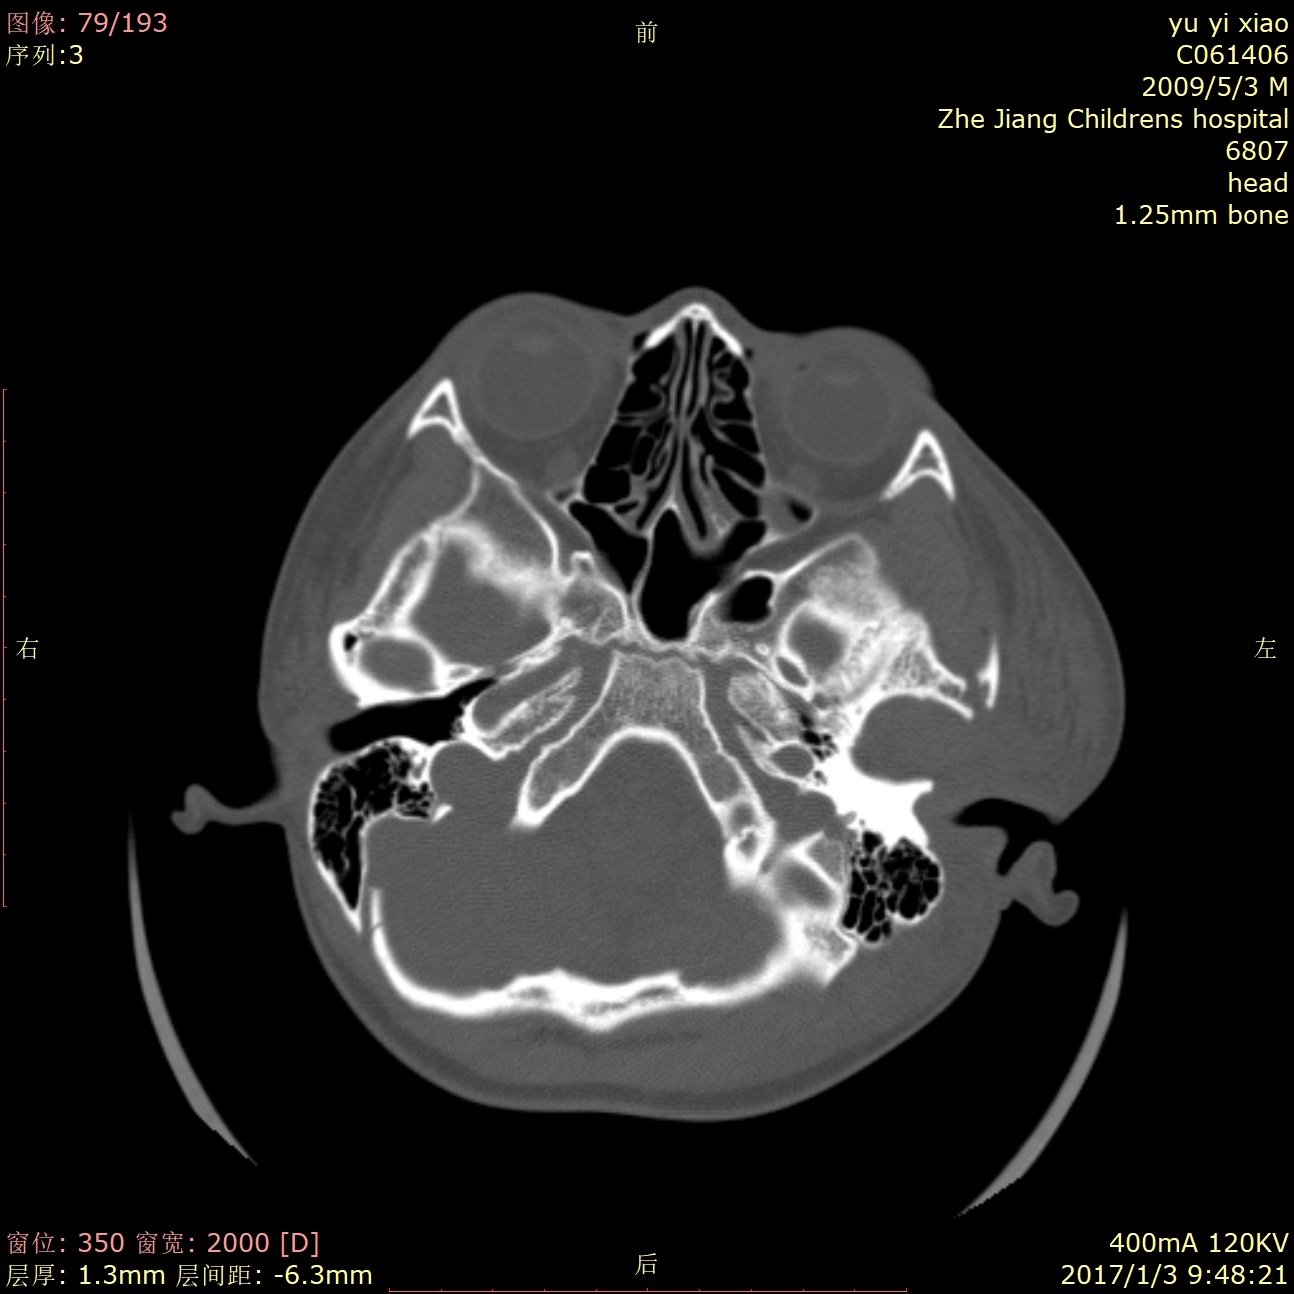 图像: 79/193
序列:3
前
yu yi xiao
C061406
2009/5/3 M
Zhe Jiang Childrens hospital
6807
head
1.25mm bone
右
左
窗位: 350 窗宽: 2000 [D]
层厚: 1.3mm 层间距: -6.3mm
后
400mA 120KV
2017/1/3 9:48:21